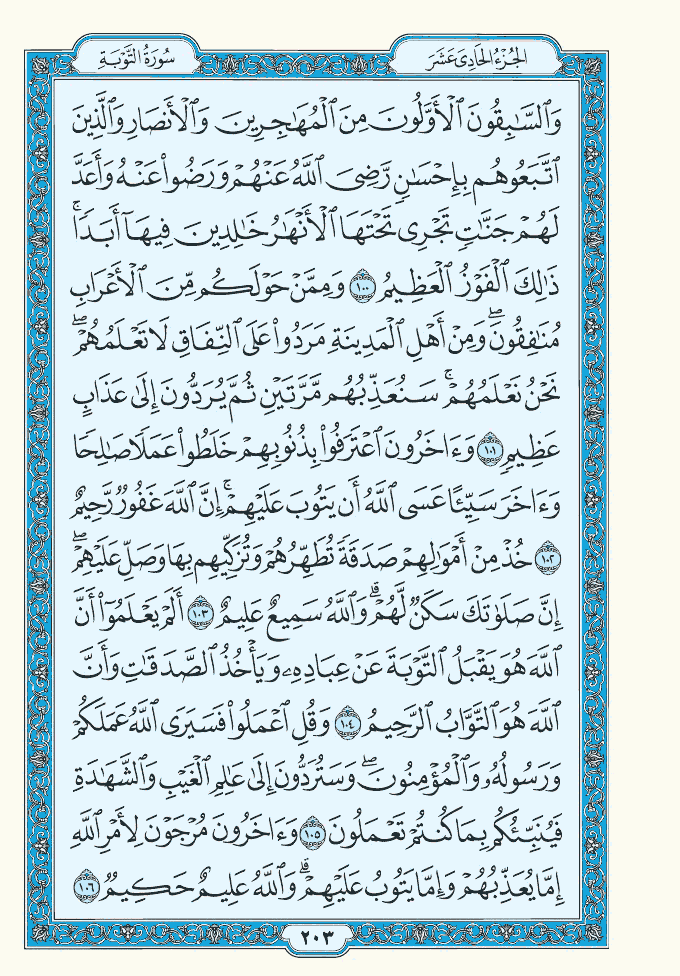 الجُزْءُ الحَادِيَ عَشَرَ
سُورَةُ التَّوْبَةِ
وَٱلسَّٰبِقُونَ ٱلْأَوَّلُونَ مِنَ ٱلْمُهَٰجِرِينَ وَٱلْأَنصَارِ وَٱلَّذِينَ
ٱتَّبَعُوهُم بِإِحْسَٰنٍ رَّضِىَ ٱللَّهُ عَنْهُمْ وَرَضُوا۟ عَنْهُ وَأَعَدَّ
لَهُمْ جَنَّٰتٍ تَجْرِى تَحْتَهَا ٱلْأَنْهَٰرُ خَٰلِدِينَ فِيهَآ أَبَدًا ۚ
ذَٰلِكَ ٱلْفَوْزُ ٱلْعَظِيمُ ١٠٠ وَمِمَّنْ حَوْلَكُم مِّنَ ٱلْأَعْرَابِ
مُنَٰفِقُونَ ۖ وَمِنْ أَهْلِ ٱلْمَدِينَةِ مَرَدُوا۟ عَلَى ٱلنِّفَاقِ لَا تَعْلَمُهُمْ ۖ
نَحْنُ نَعْلَمُهُمْ ۚ سَنُعَذِّبُهُم مَّرَّتَيْنِ ثُمَّ يُرَدُّونَ إِلَىٰ عَذَابٍ
عَظِيمٍ ١٠١ وَءَاخَرُونَ ٱعْتَرَفُوا۟ بِذُنُوبِهِمْ خَلَطُوا۟ عَمَلًا صَٰلِحًا
وَءَاخَرَ سَيِّئًا عَسَى ٱللَّهُ أَن يَتُوبَ عَلَيْهِمْ ۚ إِنَّ ٱللَّهَ غَفُورٌ رَّحِيمٌ
١٠٢ خُذْ مِنْ أَمْوَٰلِهِمْ صَدَقَةً تُطَهِّرُهُمْ وَتُزَكِّيهِم بِهَا وَصَلِّ عَلَيْهِمْ ۖ
إِنَّ صَلَوٰتَكَ سَكَنٌ لَّهُمْ ۗ وَٱللَّهُ سَمِيعٌ عَلِيمٌ ١٠٣ أَلَمْ يَعْلَمُوٓا۟ أَنَّ
ٱللَّهَ هُوَ يَقْبَلُ ٱلتَّوْبَةَ عَنْ عِبَادِهِۦ وَيَأْخُذُ ٱلصَّدَقَٰتِ وَأَنَّ
ٱللَّهَ هُوَ ٱلتَّوَّابُ ٱلرَّحِيمُ ١٠٤ وَقُلِ ٱعْمَلُوا۟ فَسَيَرَى ٱللَّهُ عَمَلَكُمْ
وَرَسُولُهُۥ وَٱلْمُؤْمِنُونَ ۖ وَسَتُرَدُّونَ إِلَىٰ عَٰلِمِ ٱلْغَيْبِ وَٱلشَّهَٰدَةِ
فَيُنَبِّئُكُم بِمَا كُنتُمْ تَعْمَلُونَ ١٠٥ وَءَاخَرُونَ مُرْجَوْنَ لِأَمْرِ ٱللَّهِ
إِمَّا يُعَذِّبُهُمْ وَإِمَّا يَتُوبُ عَلَيْهِمْ ۗ وَٱللَّهُ عَلِيمٌ حَكِيمٌ ١٠٦
٢٠٣